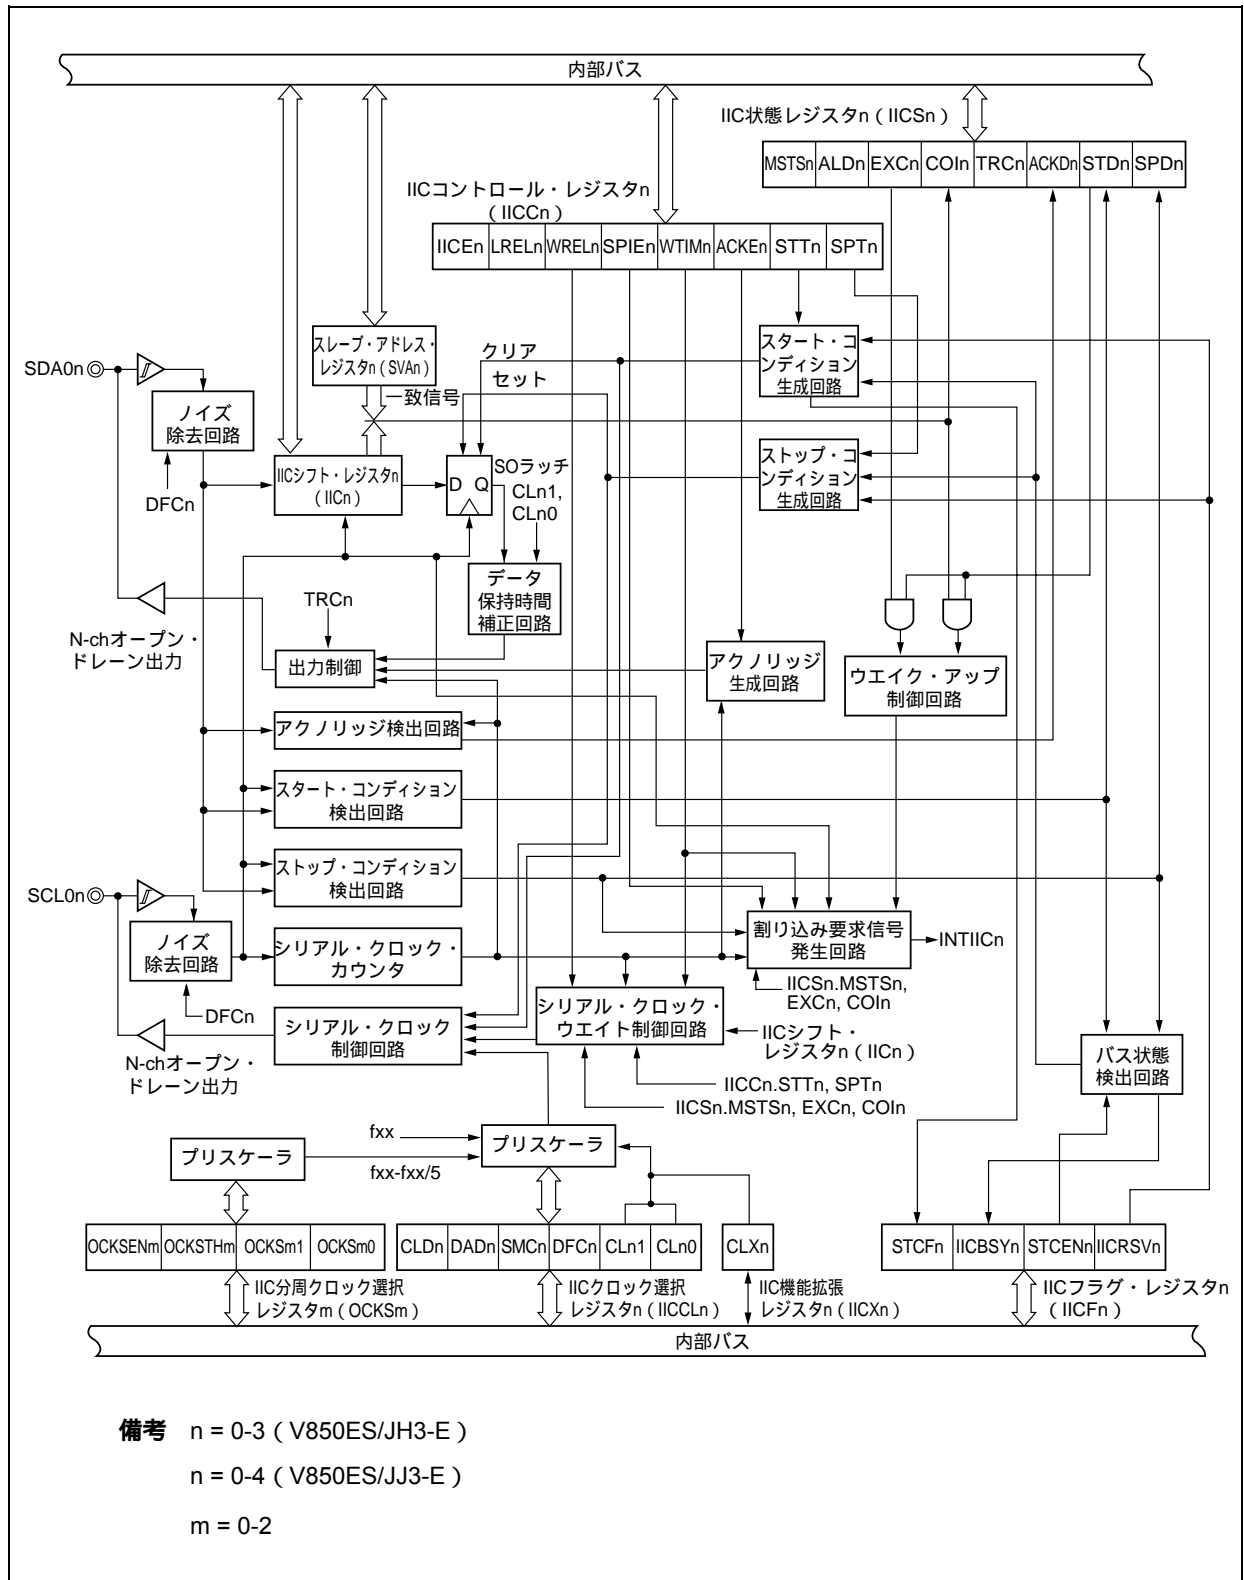 内部バス
IIC状態レジスタn（IICSn）
MSTSn ALDn EXCn COIn TRCn ACKDn STDn SPDn
IICコントロール・レジスタn
（IICCn）
IICEn LRELn WRELn SPIEn WTIMn ACKEn STTn SPTn
SDA0n
ノイズ
除去回路
DFCn
スレーブ・アドレス・
レジスタn（SVAn）
一致信号
クリア
セット
IICシフト・レジスタn
（IICn）
D Q
SOラッチ
CLn1,
CLn0
スタート・コ
ンディション
生成回路
ストップ・コ
ンディション
生成回路
データ
保持時間
補正回路
TRCn
N-chオープン・
ドレーン出力
出力制御
アクノリッジ
生成回路
ウエイク・アップ
制御回路
アクノリッジ検出回路
スタート・コンディション
検出回路
ストップ・コンディション
検出回路
SCL0n
ノイズ
除去回路
DFCn
シリアル・クロック・
カウンタ
割り込み要求信号
発生回路
INTIICn
IICSn.MSTSn,
EXCn, COIn
シリアル・クロック
制御回路
シリアル・クロック・
ウエイト制御回路
IICシフト・
レジスタn（IICn）
N-chオープン・
ドレーン出力
IICCn.STTn, SPTn
IICSn.MSTSn, EXCn, COIn
バス状態
検出回路
プリスケーラ
fxx
fxx-fxx/5
プリスケーラ
OCKSENm OCKSTHm OCKSm1 OCKSm0
CLDn DADn SMCn DFCn CLn1 CLn0
CLXn
STCFn IICBSYn STCENn IICRSVn
IIC分周クロック選択
レジスタm（OCKSm）
IICクロック選択
レジスタn（IICCLn）
IIC機能拡張
レジスタn（IICXn）
IICフラグ・レジスタn
（IICFn）
内部バス
備考 n = 0-3（V850ES/JH3-E）
n = 0-4（V850ES/JJ3-E）
m = 0-2